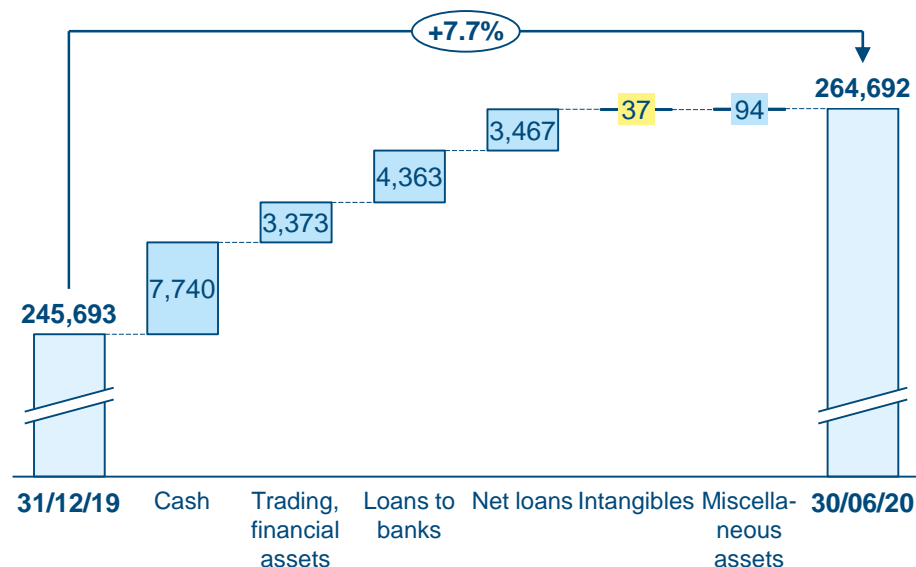 +7.7%
264,692
37
94
3,467
4,363
3,373
7,740
245,693
31/12/19
Cash
Trading,
financial
assets
Loans to
banks
Net loans
Intangibles
Miscella-
neous
assets
30/06/20